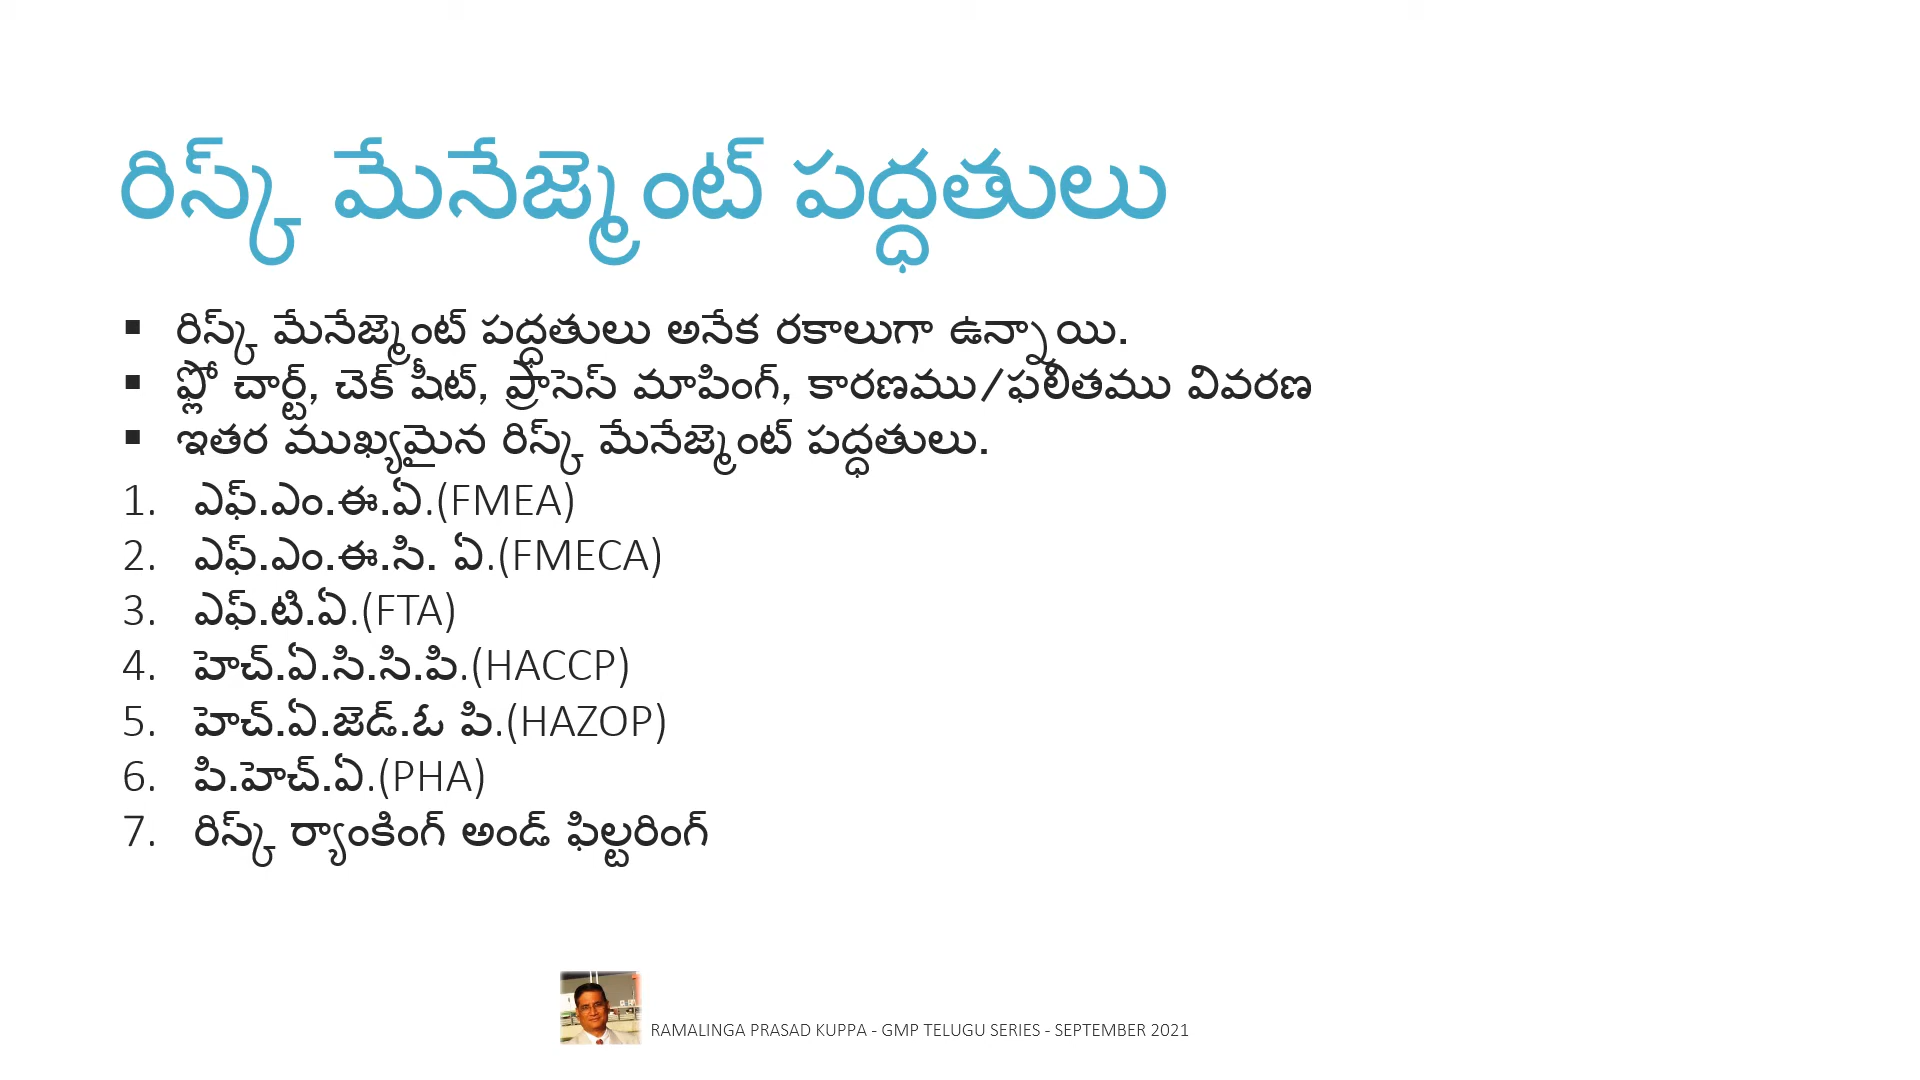 రిస్క్ మేనేజ్మెంట్ పద్ధతులు
▪ రిస్క్ మేనేజ్మెంట్ పద్ధతులు అనేక రకాలుగా ఉన్నాయి.
▪ ఫ్లో చార్ట్, చెక్ షీట్, ప్రాసెస్ మాపింగ్, కారణము/ఫలితము వివరణ
▪ ఇతర ముఖ్యమైన రిస్క్ మేనేజ్మెంట్ పద్ధతులు.
1. ఎఫ్.ఎం.ఈ.ఏ.(FMEA)
2. ఎఫ్.ఎం.ఈ.సి. ఏ.(FMECA)
3. ఎఫ్.టి.ఏ.(FTA)
4. హెచ్.ఏ.సి.సి.పి.(HACCP)
5. హెచ్.ఏ.జెడ్.ఓ పి.(HAZOP)
6. పి.హెచ్.ఏ.(PHA)
7. రిస్క్ ర్యాంకింగ్ అండ్ ఫిల్టరింగ్
RAMALINGA PRASAD KUPPA - GMP TELUGU SERIES - SEPTEMBER 2021